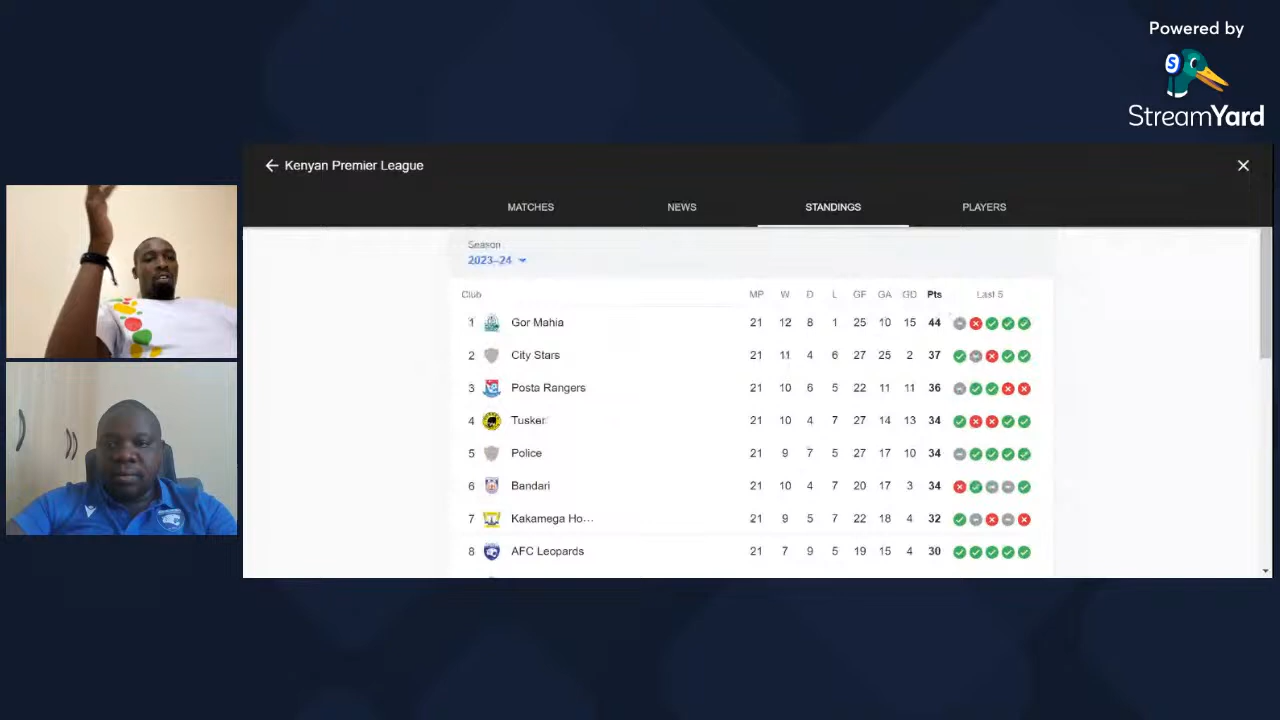 Powered by
StreamYard
Kenyan Premier League
MATCHES NEWS STANDINGS PLAYERS
Season
2023–24
Club MP W D L GF GA GD Pts Last 5
1 Gor Mahia 21 12 8 1 25 10 15 44
2 City Stars 21 11 4 6 27 25 2 37
3 Posta Rangers 21 10 6 5 22 11 11 36
4 Tusker 21 10 4 7 27 14 13 34
5 Police 21 9 7 5 27 17 10 34
6 Bandari 21 10 4 7 20 17 3 34
7 Kakamega Ho... 21 9 5 7 22 18 4 32
8 AFC Leopards 21 7 9 5 19 15 4 30